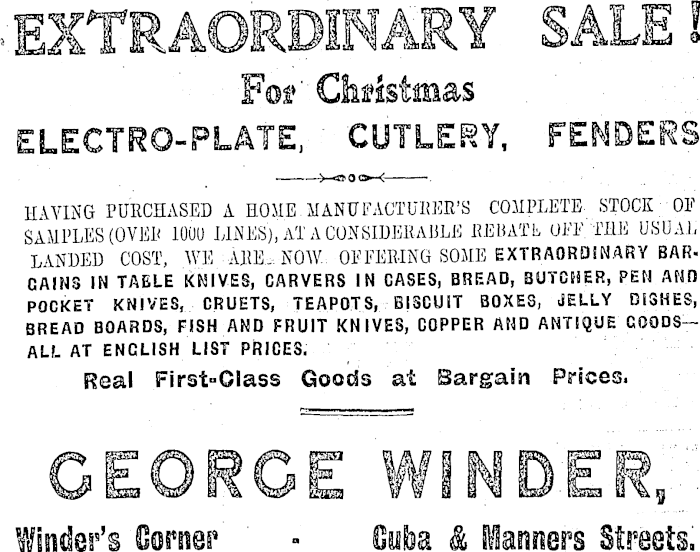 EXTRAORDINARY SALE!
For Christmas
ELECTRO-PLATE, CUTLERY, FENDERS
HAVING PURCHASED A HOME MANUFACTURER'S COMPLETE STOCK OF
SAMPLES (OVER 1000 LINES), AT A CONSIDERABLE REBATE OFF THE USUAL
LANDED COST, WE ARE NOW OFFERING SOME EXTRAORDINARY BAR-
GAINS IN TABLE KNIVES, CARVERS IN CASES, BREAD, BUTCHER, PEN AND
POCKET KNIVES, CRUETS, TEAPOTS, BISCUIT BOXES, JELLY DISHES,
BREAD BOARDS, FISH AND FRUIT KNIVES, COPPER AND ANTIQUE GOODS—
ALL AT ENGLISH LIST PRICES.
Real First-Class Goods at Bargain Prices.
GEORGE WINDER,
Winder's Corner - Cuba & Manners Streets.